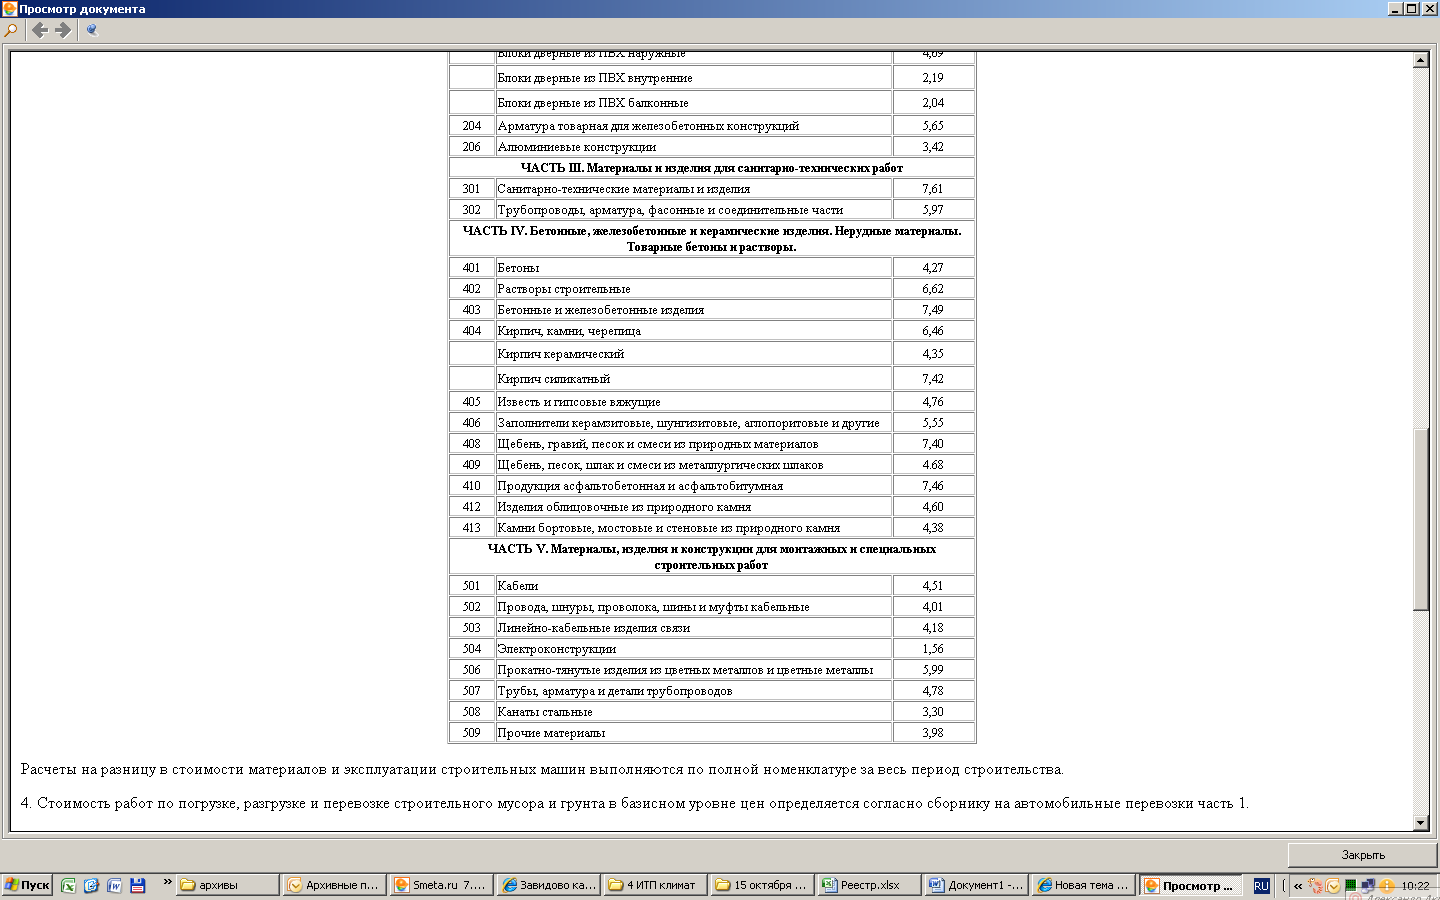 Просмотр документа
Блоки дверные из ПВХ наружные 4,69
Блоки дверные из ПВХ внутренние 2,19
Блоки дверные из ПВХ балконные 2,04
204 Арматура товарная для железобетонных конструкций 5,65
206 Алюминиевые конструкции 3,42
ЧАСТЬ III. Материалы и изделия для санитарно-технических работ
301 Санитарно-технические материалы и изделия 7,61
302 Трубопроводы, арматура, фасонные и соединительные части 5,97
ЧАСТЬ IV. Бетонные, железобетонные и керамические изделия. Нерудные материалы.
Товарные бетоны и растворы.
401 Бетоны 4,27
402 Растворы строительные 6,62
403 Бетонные и железобетонные изделия 7,49
404 Кирпич, камни, черепица 6,46
Кирпич керамический 4,35
Кирпич силикатный 7,42
405 Известь и гипсовые вяжущие 4,76
406 Заполнители керамзитовые, шунгизитовые, аглопоритовые и другие 5,55
408 Щебень, гравий, песок и смеси из природных материалов 7,40
409 Щебень, песок, шлак и смеси из металлургических шлаков 4.68
410 Продукция асфальтобетонная и асфальтобитумная 7,46
412 Изделия облицовочные из природного камня 4,60
413 Камни бортовые, мостовые и стеновые из природного камня 4,38
ЧАСТЬ V. Материалы, изделия и конструкции для монтажных и специальных
строительных работ
501 Кабели 4,51
502 Провода, шнуры, проволока, шины и муфты кабельные 4,01
503 Линейно-кабельные изделия связи 4,18
504 Электроконструкции 1,56
506 Прокатно-тянутые изделия из цветных металлов и цветные металлы 5,99
507 Трубы, арматура и детали трубопроводов 4,78
508 Канаты стальные 3,30
509 Прочие материалы 3,98
Расчеты на разницу в стоимости материалов и эксплуатации строительных машин выполняются по полной номенклатуре за весь период строительства.
4. Стоимость работ по погрузке, разгрузке и перевозке строительного мусора и грунта в базисном уровне цен определяется согласно сборнику на автомобильные перевозки часть 1.
Закрыть
Пуск » архивы Архивные п... Smeta.ru 7.... Завидово ка... 4 ИТП климат 15 октября ... Реестр.xlsx Документ1 -... Новая тема ... Просмотр ... RU « 10:22